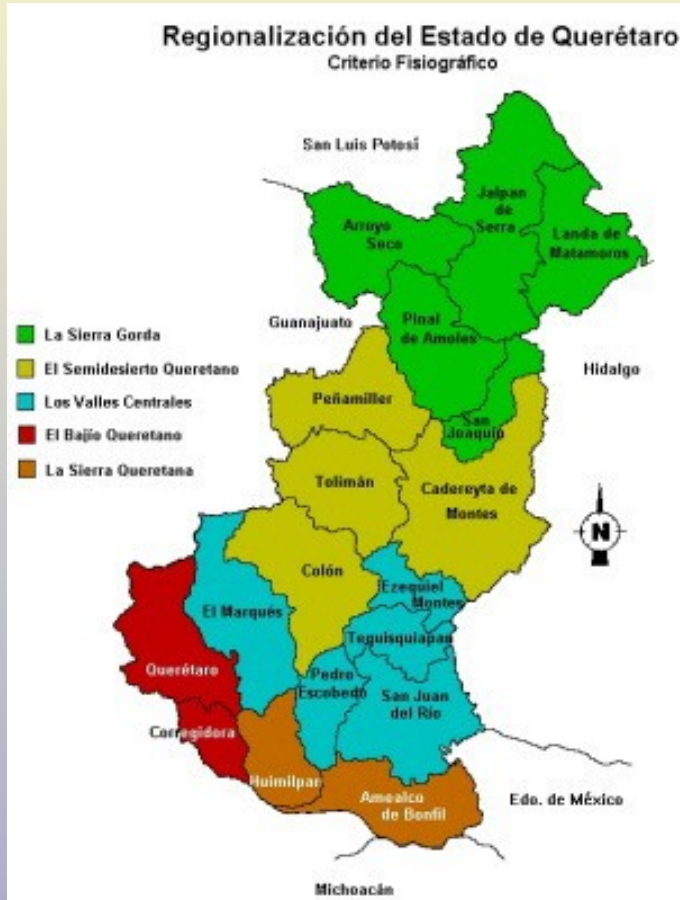 Regionalización del Estado de Querétaro
Criterio Fisiográfico
San Luis Potosí
Jalpan
de
Serra
Arroyo
Seco
Landa de
Matamoros
Guanajuato
Pinal
de Amoles
La Sierra Gorda
El Semidesierto Queretano
Los Valles Centrales
El Bajío Queretano
La Sierra Queretana
Hidalgo
Peñamiller
San
Joaquín
Tolimán
Cadereyta de
Montes
N
Colón
Ezequiel
Montes
El Marqués
Tequisquiapan
Querétaro
Pedro
Escobedo
San Juan
del Río
Corregidora
Huimilpan
Amealco
de Bonfil
Edo. de México
Michoacán